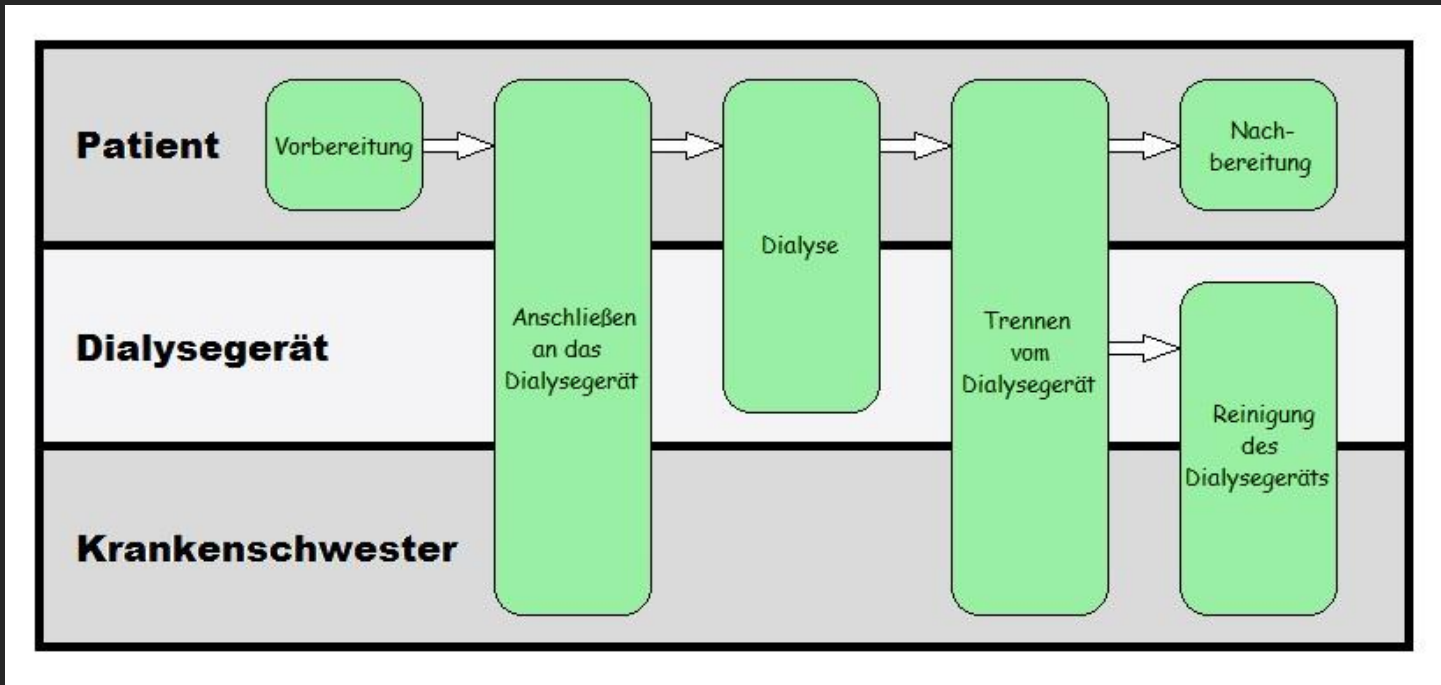 Patient
Vorbereitung
Anschließen
an das
Dialysegerät
Dialyse
Trennen
vom
Dialysegerät
Nach-
bereitung
Dialysegerät
Reinigung
des
Dialysegeräts
Krankenschwester